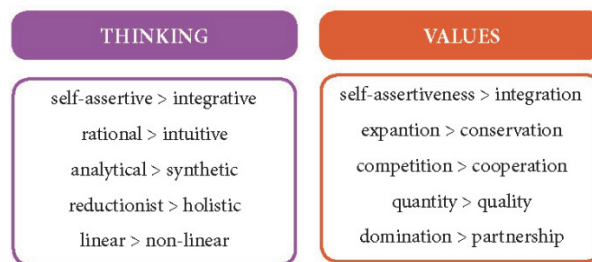 THINKING
self-assertive > integrative
rational > intuitive
analytical > synthetic
reductionist > holistic
linear > non-linear
VALUES
self-assertiveness > integration
expantion > conservation
competition > cooperation
quantity > quality
domination > partnership